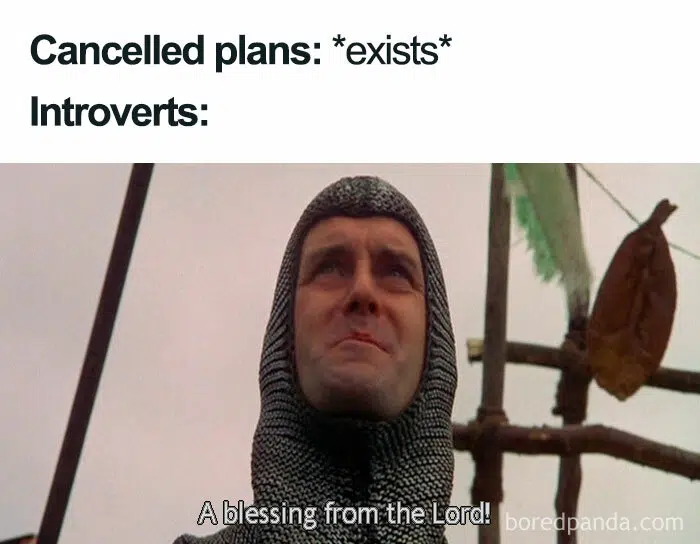 Cancelled plans: *exists*
Introverts:
A blessing from the Lord!
boredpanda.com